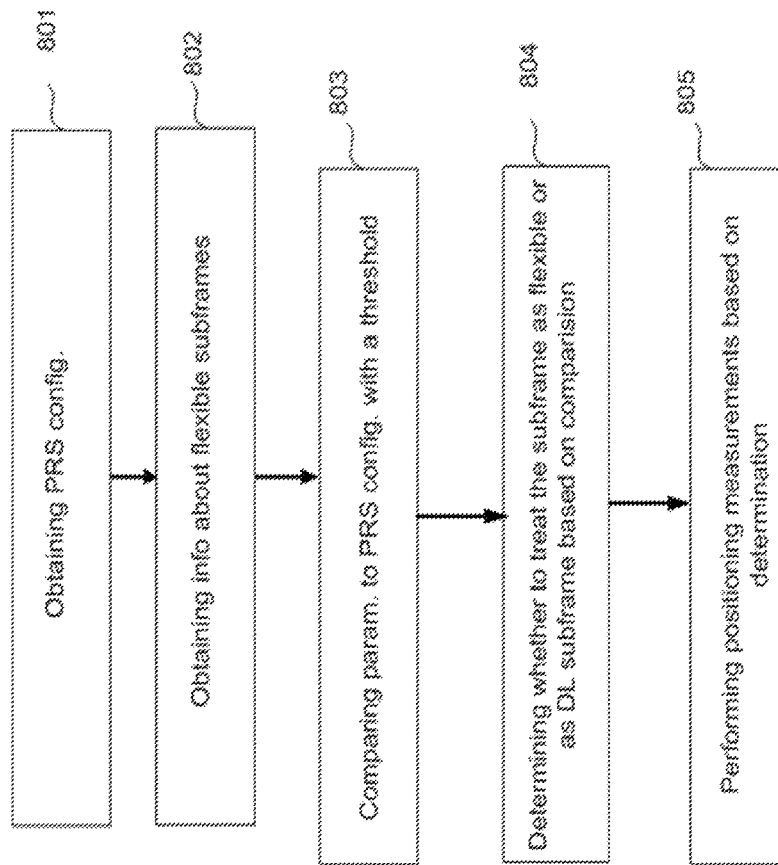 Obtaining PRS config.
801
Obtaining info about flexible subframes
802
Comparing param. to PRS config. with a threshold
803
Determining whether to treat the subframe as flexible or
as DL subframe based on comparision
804
Performing positioning measurements based on
determination
805